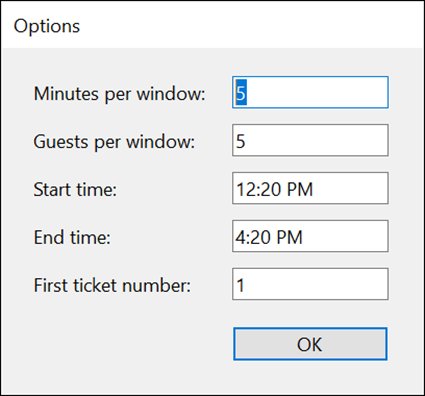 Options
Minutes per window: 5
Guests per window: 5
Start time: 12:20 PM
End time: 4:20 PM
First ticket number: 1
OK